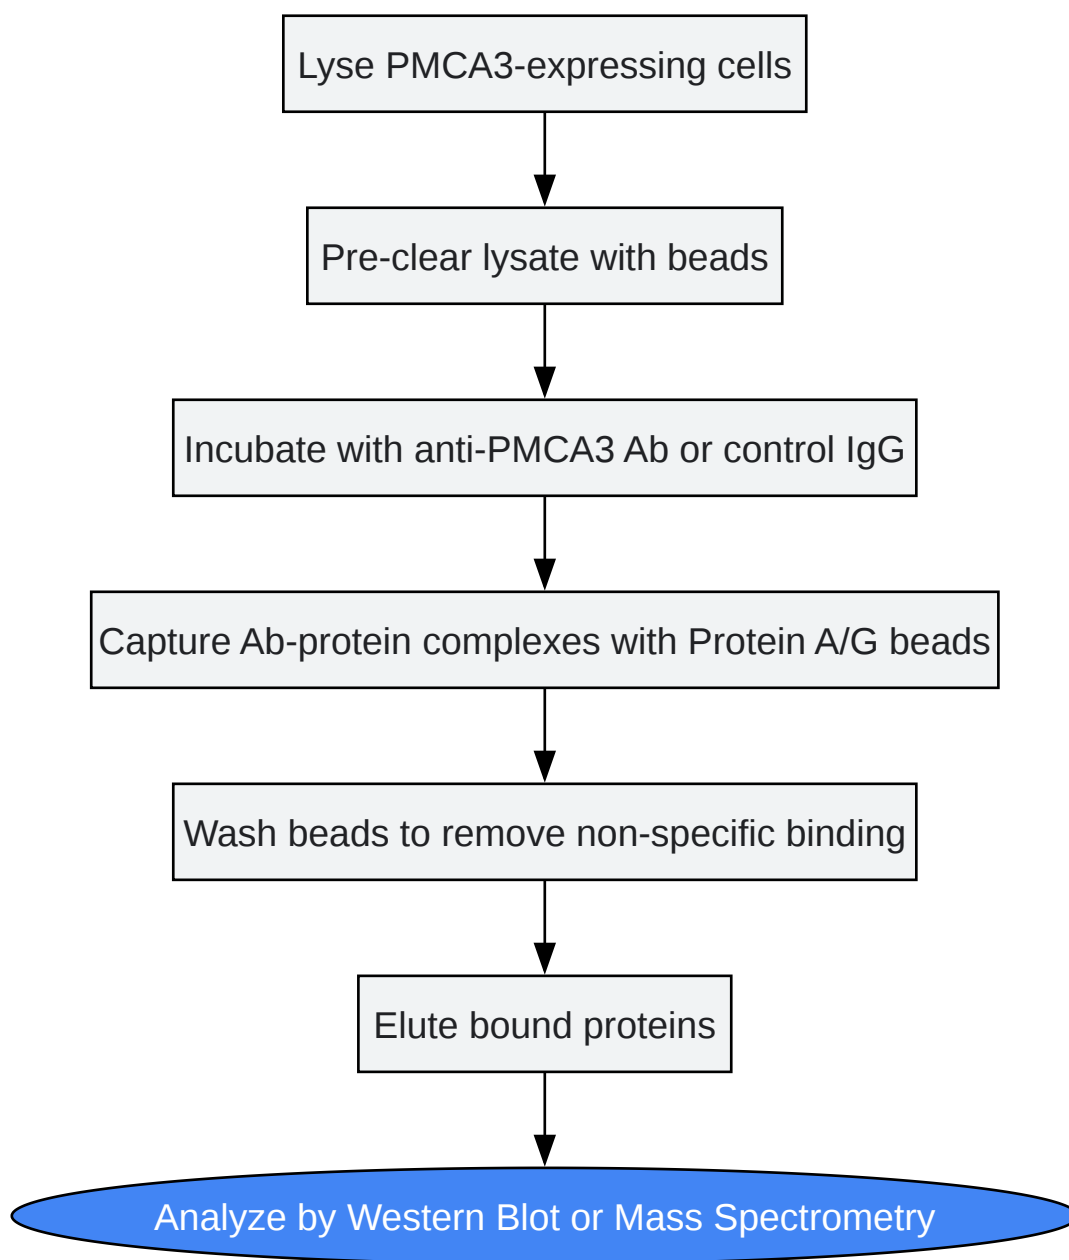 Lyse PMCA3-expressing cells
Pre-clear lysate with beads
Incubate with anti-PMCA3 Ab or control IgG
Capture Ab-protein complexes with Protein A/G beads
Wash beads to remove non-specific binding
Elute bound proteins
Analyze by Western Blot or Mass Spectrometry